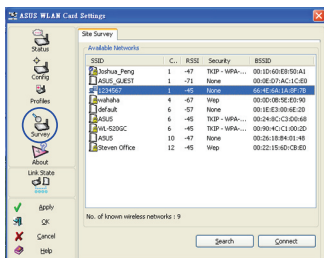 ASUS WLAN Card Settings
Status
Config
Profiles
Survey
About
Link State
Apply
OK
Cancel
Help
Site Survey
Available Networks
SSID C.. RSSI Security BSSID
Joshua_Peng 1 -47 TKIP - WPA-... 00:1D:60:E8:50:A1
ASUS_GUEST 1 -71 None 00:0E:D7:AC:1C:E0
1234567 1 -45 None 66:4E:6A:1A:8F:7B
wahaha 4 -67 Wep 00:0D:0B:5E:E0:90
default 6 -57 None 00:1E:E3:00:6E:20
ASUS 6 -45 TKIP - WPA-... 00:24:8C:C3:D0:68
WL-520GC 6 -45 TKIP - WPA-... 00:90:4C:C1:00:2D
ASUS 10 -47 None 00:26:18:B4:01:48
Steven Office 12 -45 Wep 00:22:15:6D:CB:E0
No. of known wireless networks : 9
Search Connect